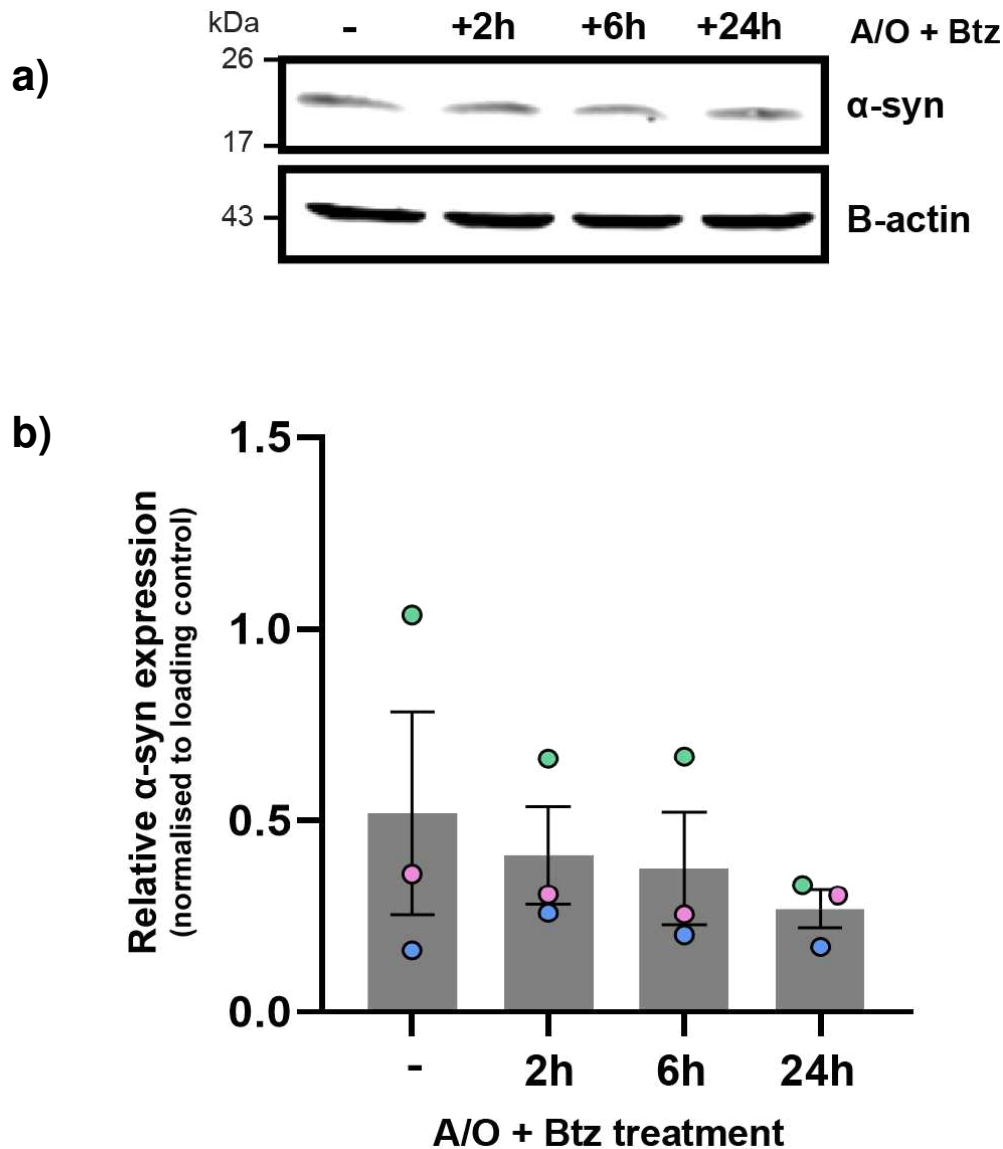 kDa - +2h +6h +24h A/O + Btz
a)
26
α-syn
17
43
B-actin
b)
1.5
1.0
0.5
0.0
Relative α-syn expression
(normalised to loading control)
- 2h 6h 24h
A/O + Btz treatment